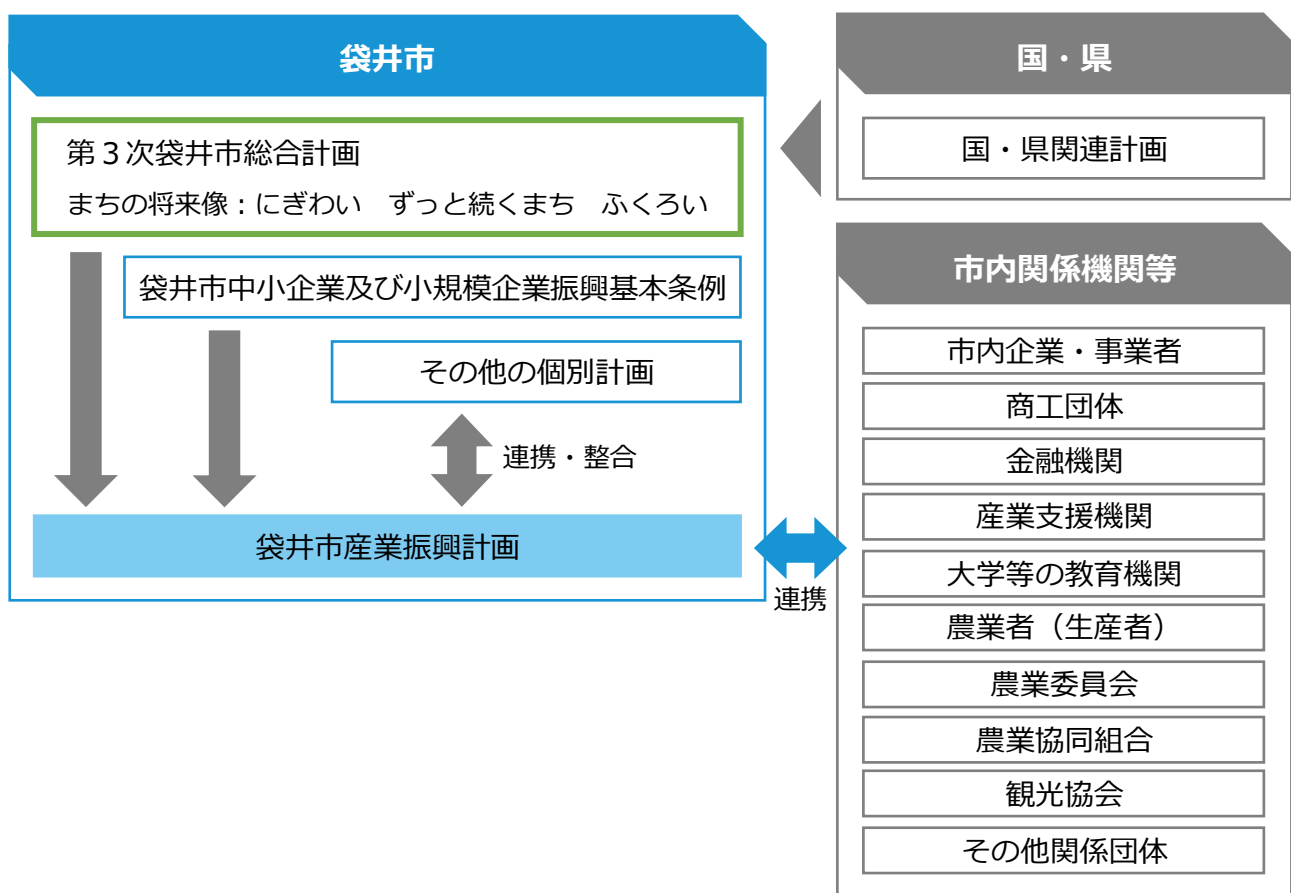 袋井市
第３次袋井市総合計画
まちの将来像：にぎわい　ずっと続くまち　ふくろい
袋井市中小企業及び小規模企業振興基本条例
その他の個別計画
連携・整合
袋井市産業振興計画
連携
国・県
国・県関連計画
市内関係機関等
市内企業・事業者
商工団体
金融機関
産業支援機関
大学等の教育機関
農業者（生産者）
農業委員会
農業協同組合
観光協会
その他関係団体